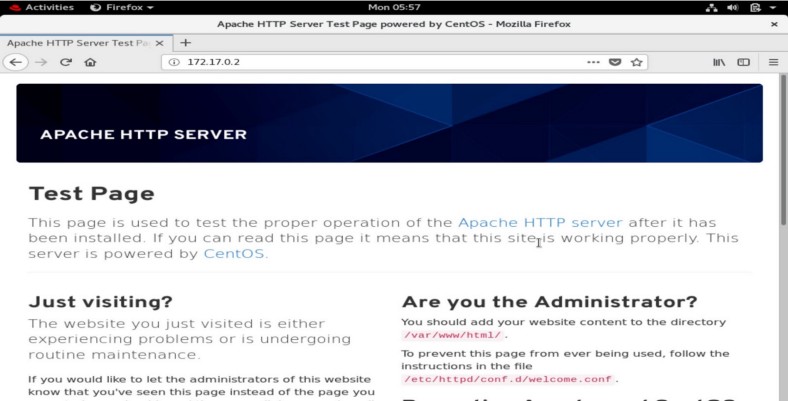 Activities Firefox Mon 05:57
Apache HTTP Server Test Page powered by CentOS - Mozilla Firefox
Apache HTTP Server Test Pa
172.17.0.2
APACHE HTTP SERVER
Test Page
This page is used to test the proper operation of the Apache HTTP server after it has
been installed. If you can read this page it means that this site is working properly. This
server is powered by CentOS.
Just visiting?
The website you just visited is either
experiencing problems or is undergoing
routine maintenance.
If you would like to let the administrators of this website
know that you've seen this page instead of the page you
Are you the Administrator?
You should add your website content to the directory
/var/www/html/ .
To prevent this page from ever being used, follow the
instructions in the file
/etc/httpd/conf.d/welcome.conf .